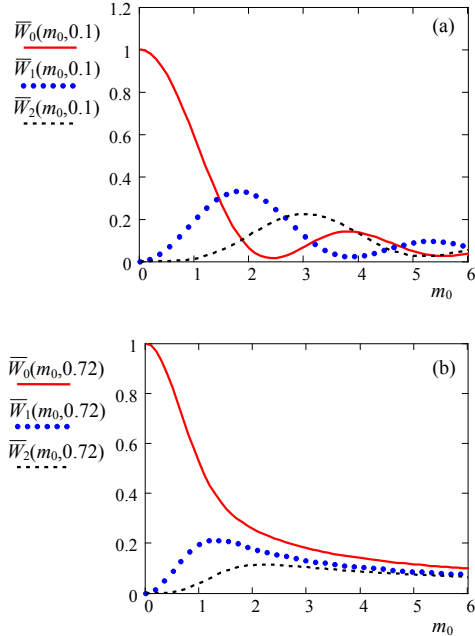 1.2
(a)
W̅₀(m₀,0.1)
W̅₁(m₀,0.1)
1
W̅₂(m₀,0.1)
0.8
0.6
0.4
0.2
0
0 1 2 3 4 5 6
m₀
1
(b)
W̅₀(m₀,0.72)
0.8
W̅₁(m₀,0.72)
0.6
W̅₂(m₀,0.72)
0.4
0.2
0
0 1 2 3 4 5 6
m₀